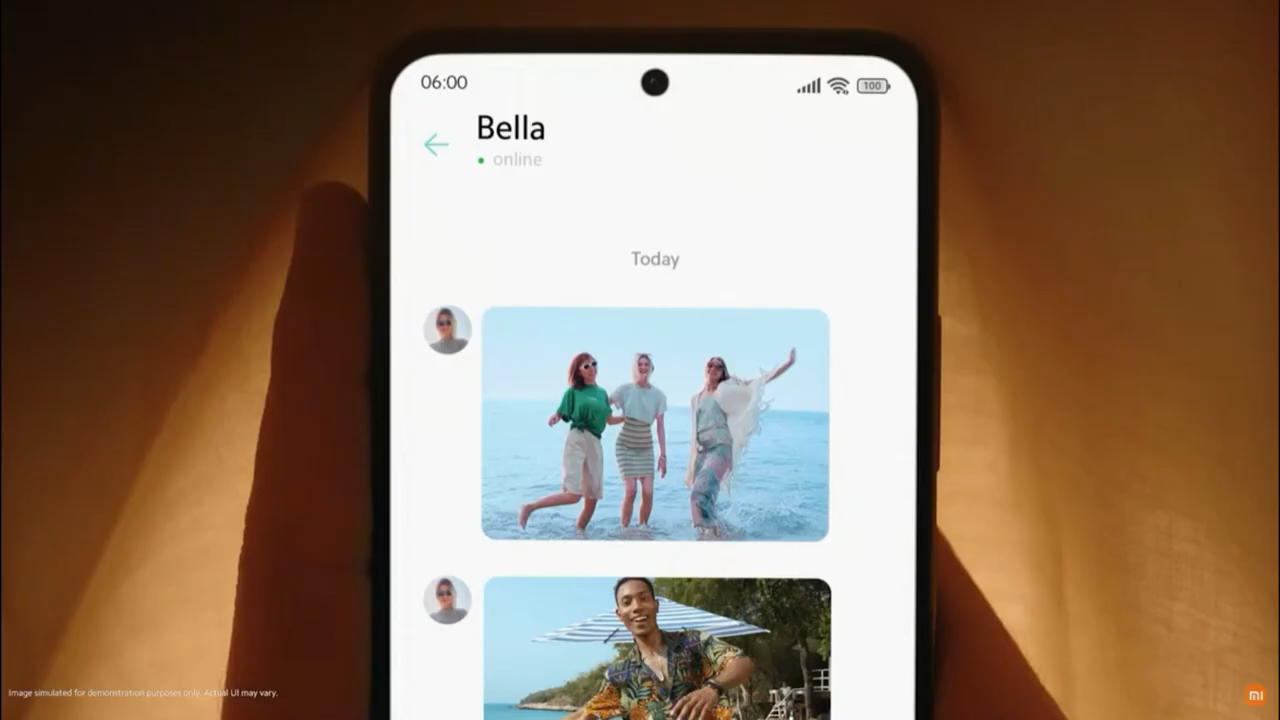 06:00
100
Bella
online
Today
Image simulated for demonstration purposes only. Actual UI may vary.
mi